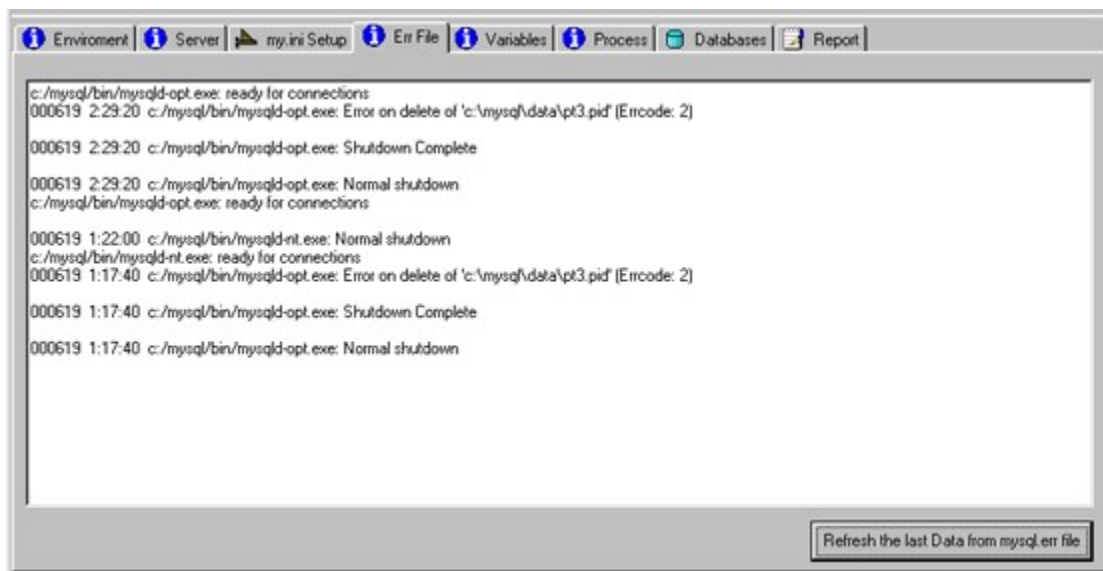 Enviroment Server my.ini Setup Err File Variables Process Databases Report
c:/mysql/bin/mysqld-opt.exe: ready for connections
000619 2:29:20 c:/mysql/bin/mysqld-opt.exe: Error on delete of 'c:\mysql\data\pt3.pid' (Errcode: 2)
000619 2:29:20 c:/mysql/bin/mysqld-opt.exe: Shutdown Complete
000619 2:29:20 c:/mysql/bin/mysqld-opt.exe: Normal shutdown
c:/mysql/bin/mysqld-opt.exe: ready for connections
000619 1:22:00 c:/mysql/bin/mysqld-nt.exe: Normal shutdown
c:/mysql/bin/mysqld-nt.exe: ready for connections
000619 1:17:40 c:/mysql/bin/mysqld-opt.exe: Error on delete of 'c:\mysql\data\pt3.pid' (Errcode: 2)
000619 1:17:40 c:/mysql/bin/mysqld-opt.exe: Shutdown Complete
000619 1:17:40 c:/mysql/bin/mysqld-opt.exe: Normal shutdown
Refresh the last Data from mysql.err file